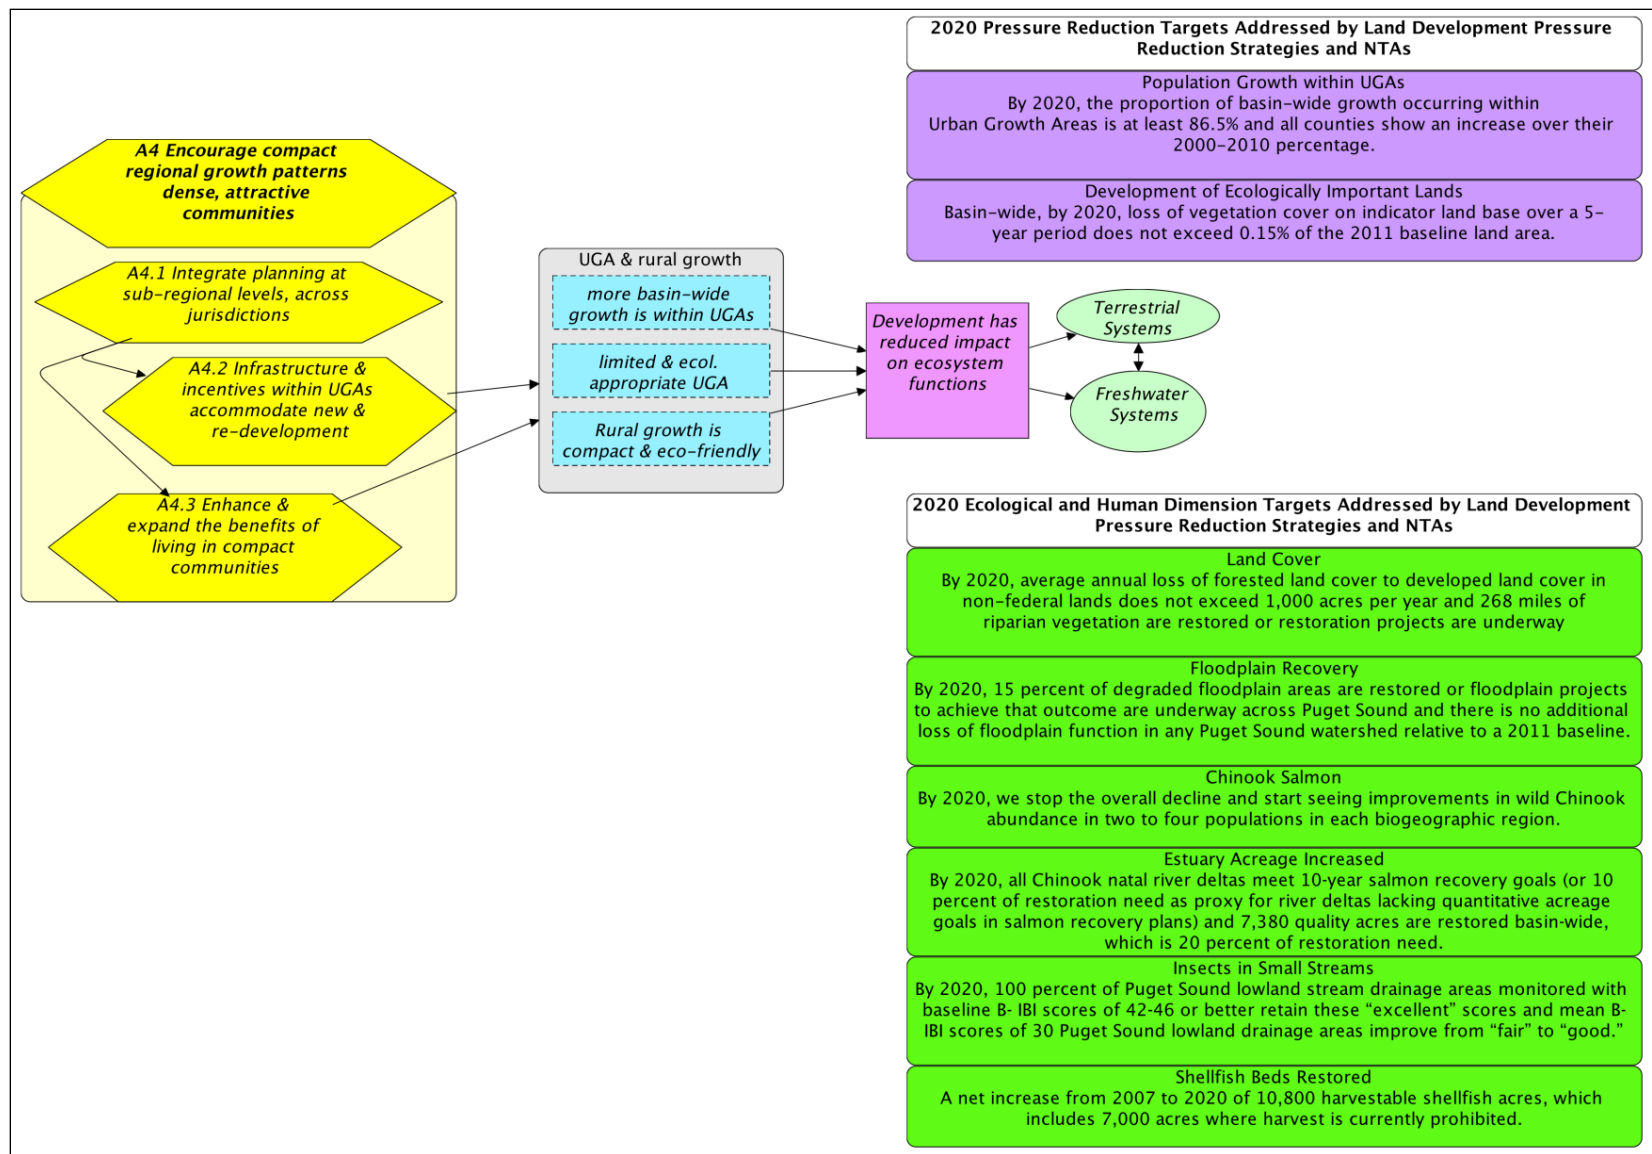 A4 Encourage compact
regional growth patterns
dense, attractive
communities
A4.1 Integrate planning at
sub-regional levels, across
jurisdictions
A4.2 Infrastructure &
incentives within UGAs
accommodate new &
re-development
A4.3 Enhance &
expand the benefits of
living in compact
communities
UGA & rural growth
more basin-wide
growth is within UGAs
limited & ecol.
appropriate UGA
Rural growth is
compact & eco-friendly
Development has
reduced impact
on ecosystem
functions
Terrestrial
Systems
Freshwater
Systems
2020 Pressure Reduction Targets Addressed by Land Development Pressure
Reduction Strategies and NTAs
Population Growth within UGAs
By 2020, the proportion of basin-wide growth occurring within
Urban Growth Areas is at least 86.5% and all counties show an increase over their
2000-2010 percentage.
Development of Ecologically Important Lands
Basin-wide, by 2020, loss of vegetation cover on indicator land base over a 5-
year period does not exceed 0.15% of the 2011 baseline land area.
2020 Ecological and Human Dimension Targets Addressed by Land Development
Pressure Reduction Strategies and NTAs
Land Cover
By 2020, average annual loss of forested land cover to developed land cover in
non-federal lands does not exceed 1,000 acres per year and 268 miles of
riparian vegetation are restored or restoration projects are underway
Floodplain Recovery
By 2020, 15 percent of degraded floodplain areas are restored or floodplain projects
to achieve that outcome are underway across Puget Sound and there is no additional
loss of floodplain function in any Puget Sound watershed relative to a 2011 baseline.
Chinook Salmon
By 2020, we stop the overall decline and start seeing improvements in wild Chinook
abundance in two to four populations in each biogeographic region.
Estuary Acreage Increased
By 2020, all Chinook natal river deltas meet 10-year salmon recovery goals (or 10
percent of restoration need as proxy for river deltas lacking quantitative acreage
goals in salmon recovery plans) and 7,380 quality acres are restored basin-wide,
which is 20 percent of restoration need.
Insects in Small Streams
By 2020, 100 percent of Puget Sound lowland stream drainage areas monitored with
baseline B- IBI scores of 42-46 or better retain these “excellent” scores and mean B-
IBI scores of 30 Puget Sound lowland drainage areas improve from “fair” to “good.”
Shellfish Beds Restored
A net increase from 2007 to 2020 of 10,800 harvestable shellfish acres, which
includes 7,000 acres where harvest is currently prohibited.